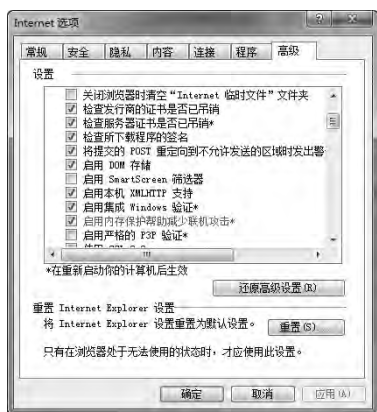 Internet 选项
常规 安全 隐私 内容 连接 程序 高级
设置
关闭浏览器时清空“Internet 临时文件”文件夹
检查发行商的证书是否已吊销
检查服务器证书是否已吊销*
检查所下载程序的签名
将提交的 POST 重定向到不允许发送的区域时发出警
启用 DOM 存储
启用 SmartScreen 筛选器
启用本机 XMLHTTP 支持
启用集成 Windows 验证*
启用内存保护帮助减少联机攻击*
启用严格的 P3P 验证*
*在重新启动你的计算机后生效
还原高级设置(R)
重置 Internet Explorer 设置
将 Internet Explorer 设置重置为默认设置。 重置(S)
只有在浏览器处于无法使用的状态时，才应使用此设置。
确定 取消 应用(A)